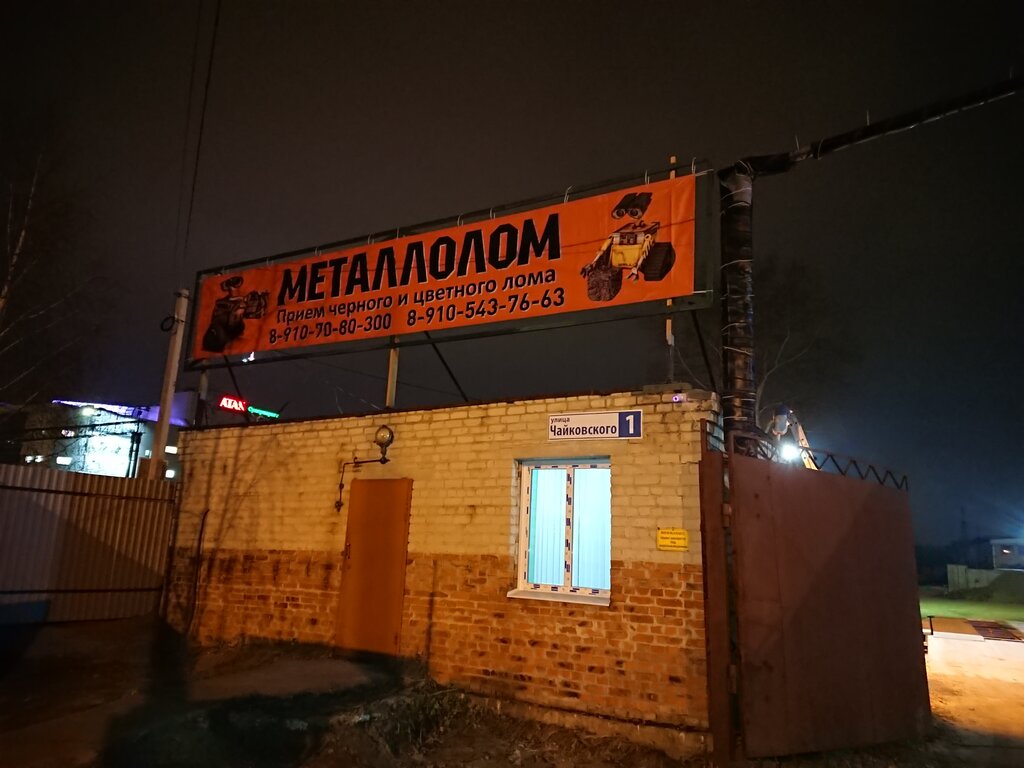 МЕТАЛЛОЛОМ
Прием черного и цветного лома
8-910-70-80-300 8-910-543-76-63
АТАК
улица
Чайковского 1